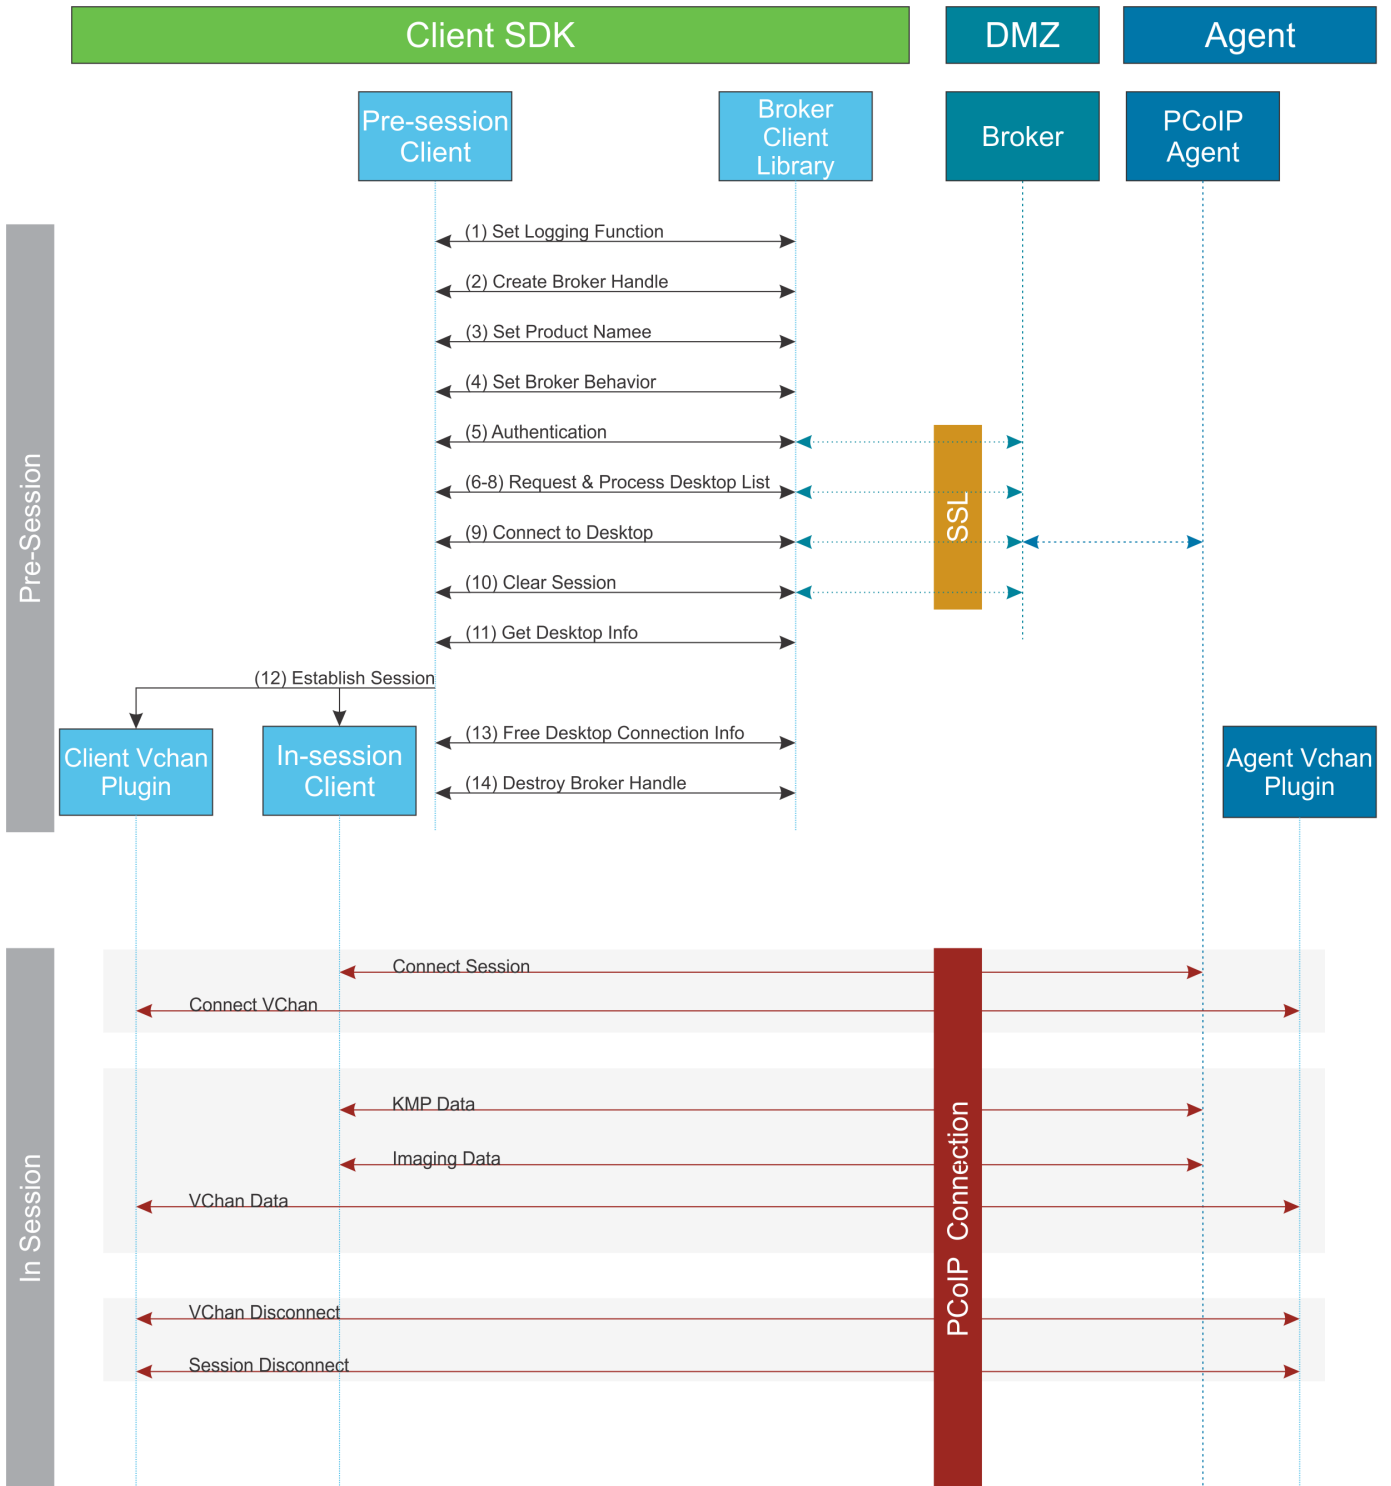 Client SDK
DMZ
Agent
Pre-session
Client
Broker
Client
Library
Broker
PCoIP
Agent
Pre-Session
(1) Set Logging Function
(2) Create Broker Handle
(3) Set Product Namee
(4) Set Broker Behavior
(5) Authentication
(6-8) Request & Process Desktop List
(9) Connect to Desktop
(10) Clear Session
SSL
(11) Get Desktop Info
(12) Establish Session
Client Vchan
Plugin
In-session
Client
(13) Free Desktop Connection Info
(14) Destroy Broker Handle
Agent Vchan
Plugin
In Session
Connect Session
Connect VChan
KMP Data
Imaging Data
VChan Data
VChan Disconnect
Session Disconnect
PCoIP Connection